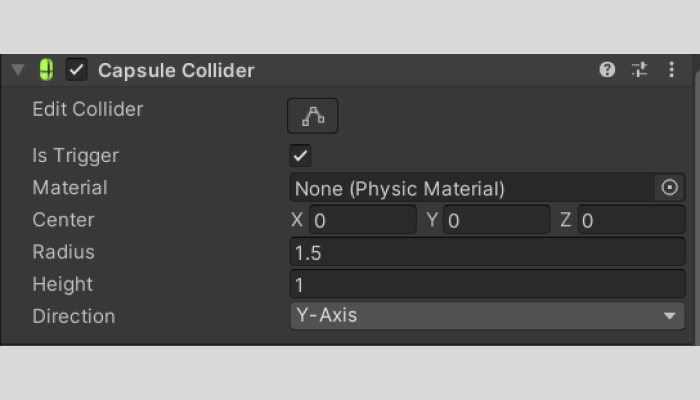 Capsule Collider
Edit Collider
Is Trigger
Material None (Physic Material)
Center X 0 Y 0 Z 0
Radius 1.5
Height 1
Direction Y-Axis